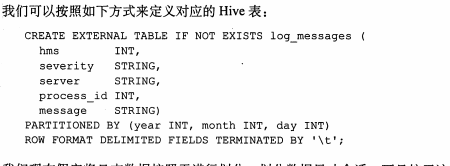 我们可以按照如下方式来定义对应的 Hive 表：
CREATE EXTERNAL TABLE IF NOT EXISTS log_messages (
hms INT,
severity STRING,
server STRING,
process_id INT,
message STRING)
PARTITIONED BY (year INT, month INT, day INT)
ROW FORMAT DELIMITED FIELDS TERMINATED BY '\t';